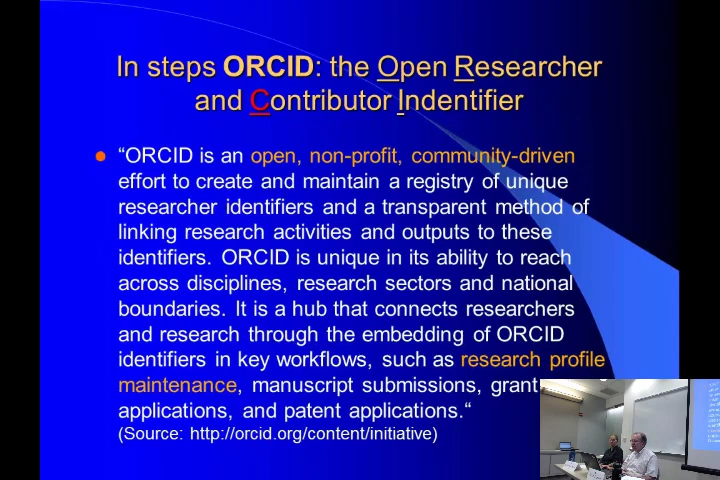 In steps ORCID: the Open Researcher
and Contributor Indentifier
“ORCID is an open, non-profit, community-driven
effort to create and maintain a registry of unique
researcher identifiers and a transparent method of
linking research activities and outputs to these
identifiers. ORCID is unique in its ability to reach
across disciplines, research sectors and national
boundaries. It is a hub that connects researchers
and research through the embedding of ORCID
identifiers in key workflows, such as research profile
maintenance, manuscript submissions, grant
applications, and patent applications.“
(Source: http://orcid.org/content/initiative)